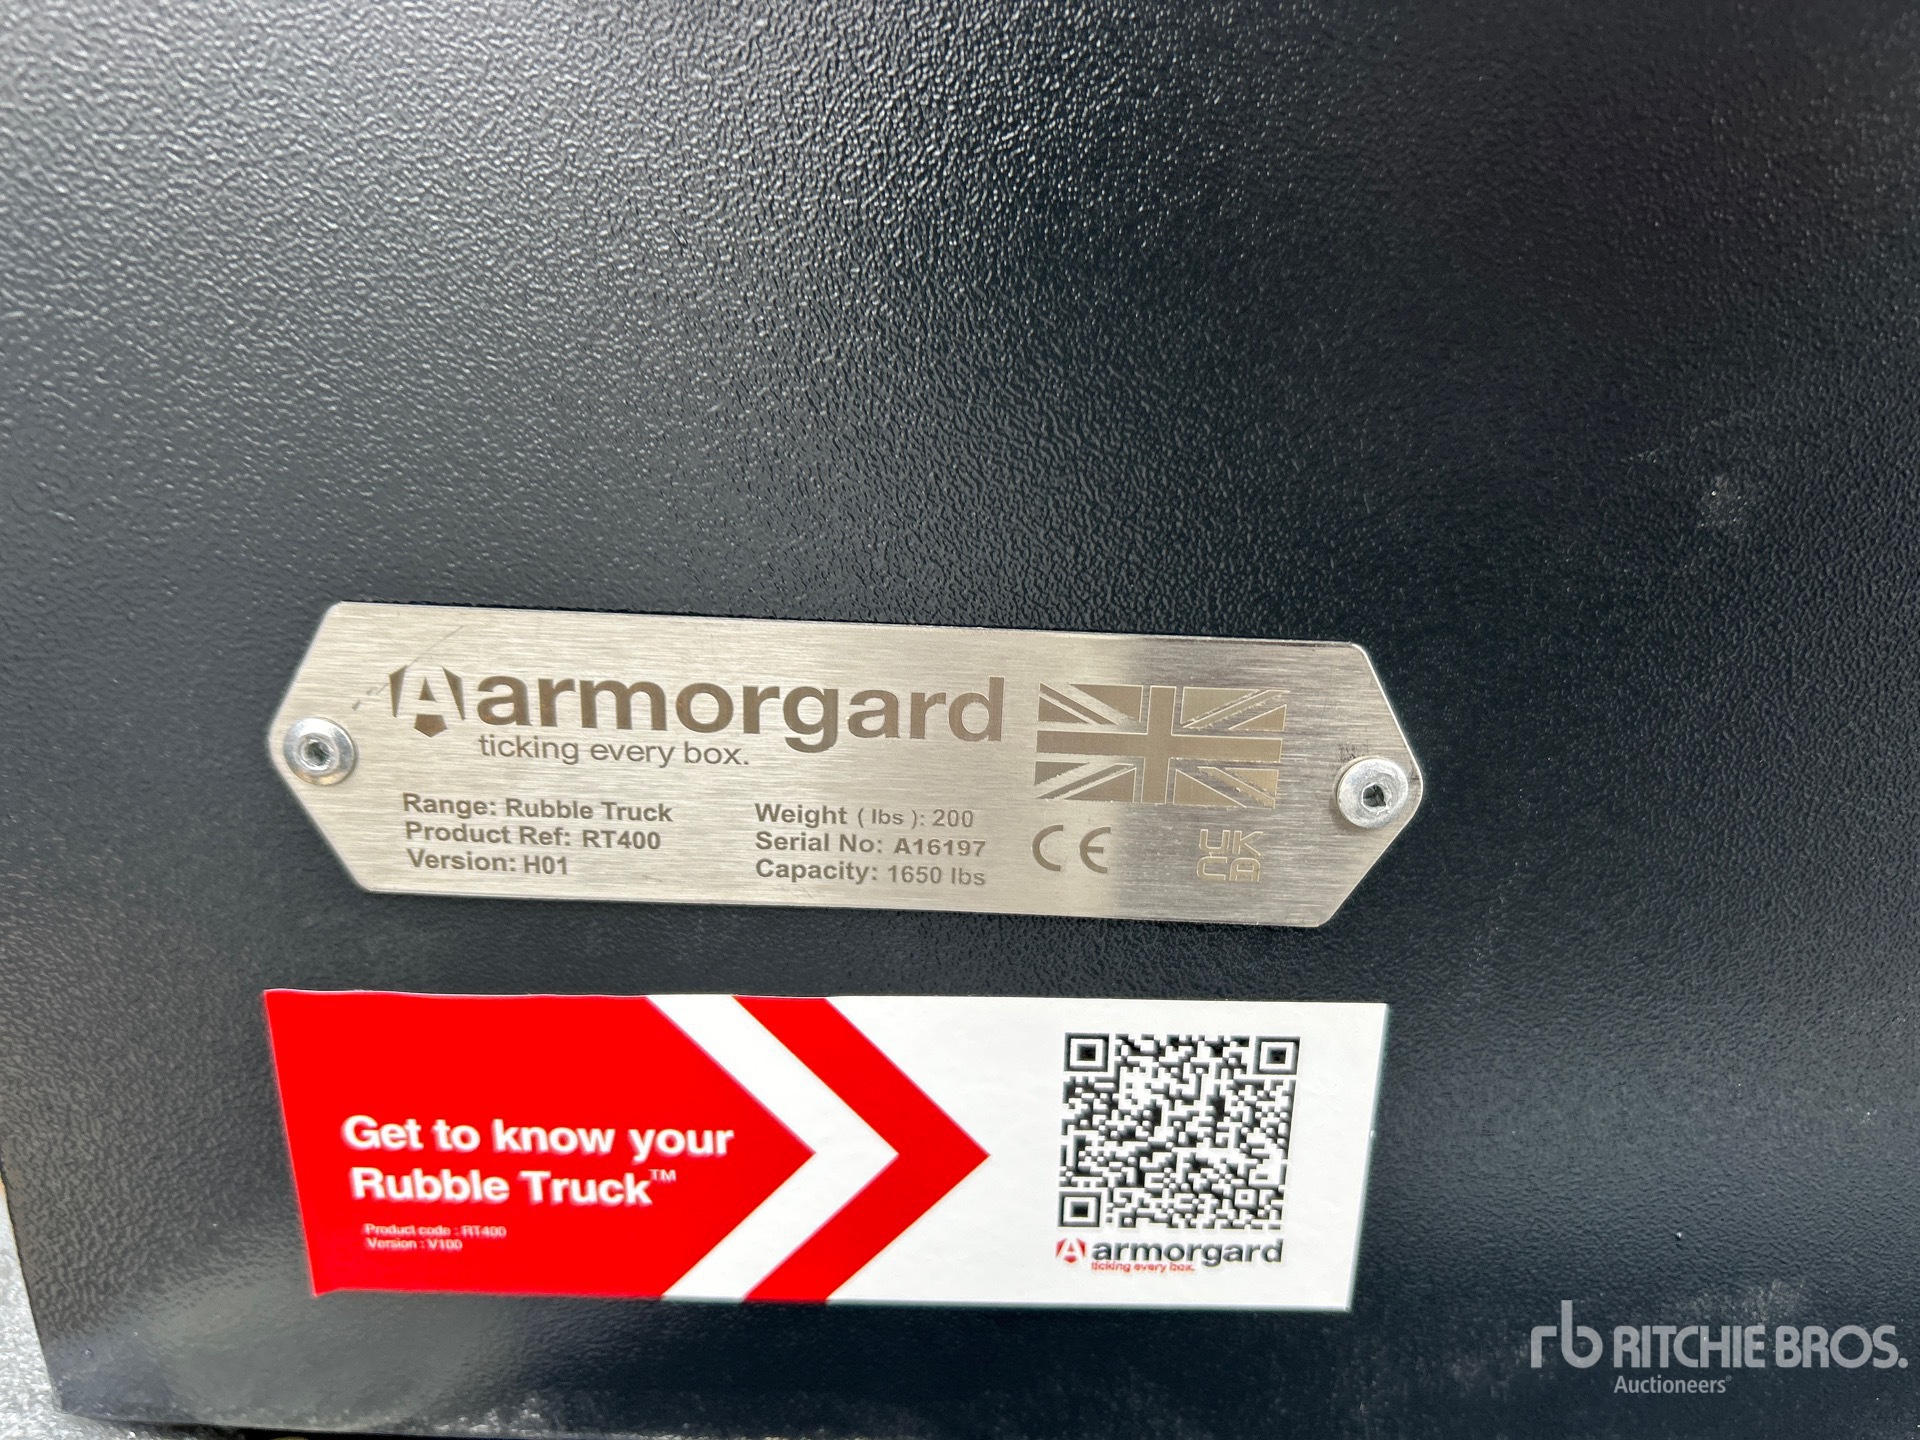 armorgard
ticking every box.
Range: Rubble Truck
Product Ref: RT400
Version: H01
Weight ( lbs ): 200
Serial No: A16197
Capacity: 1650 lbs
CE
UK
CA
Get to know your
Rubble Truck™
Product code : RT400
Version : V100
armorgard
ticking every box.
rb RITCHIE BROS.
Auctioneers®